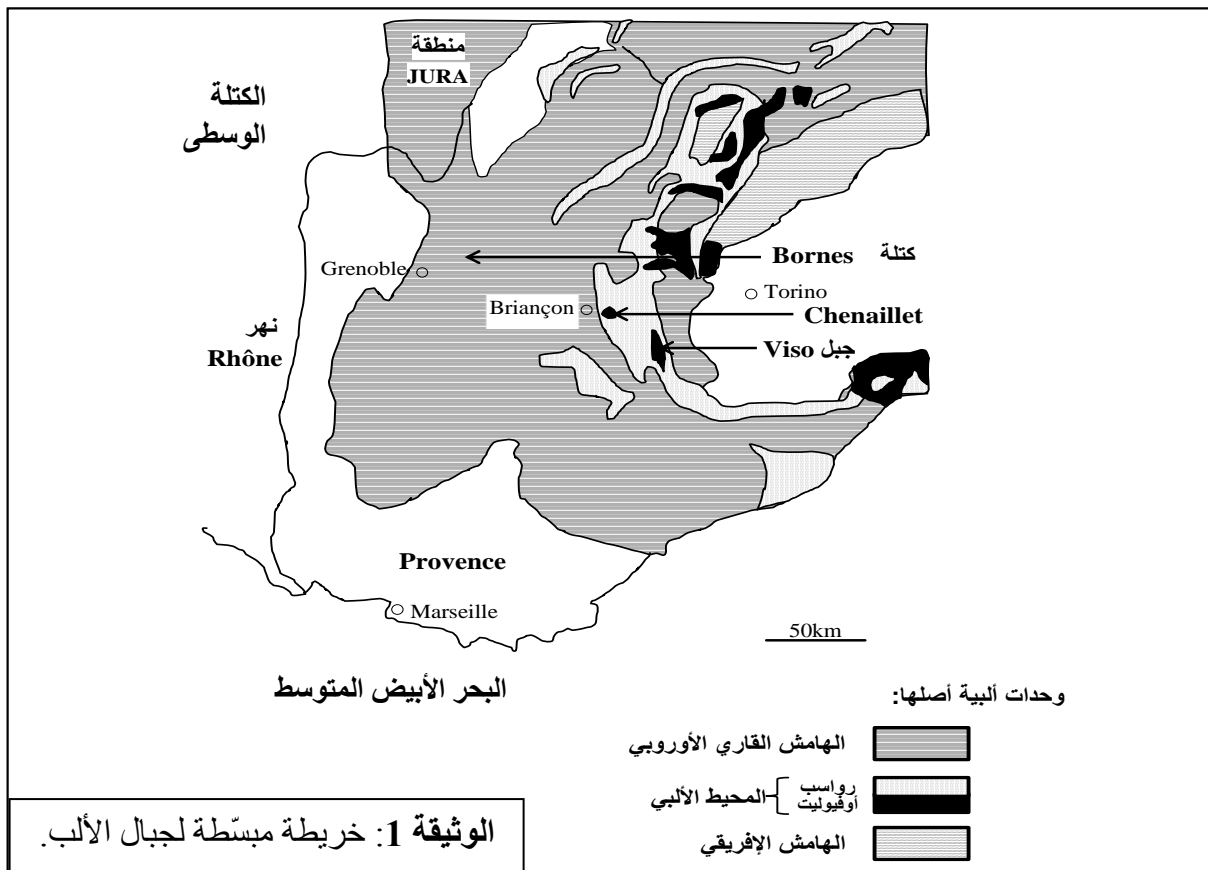 منطقة
JURA
الكتلة
الوسطى
Grenoble
كتلة Bornes
Torino
Briançon
Chenaillet
جبل Viso
نهر
Rhône
Provence
Marseille
50km
البحر الأبيض المتوسط
وحدات ألبية أصلها:
الهامش القاري الأوروبي
رواسب
أوفيوليت
المحيط الألبي
الهامش الإفريقي
الوثيقة 1: خريطة مبسّطة لجبال الألب.